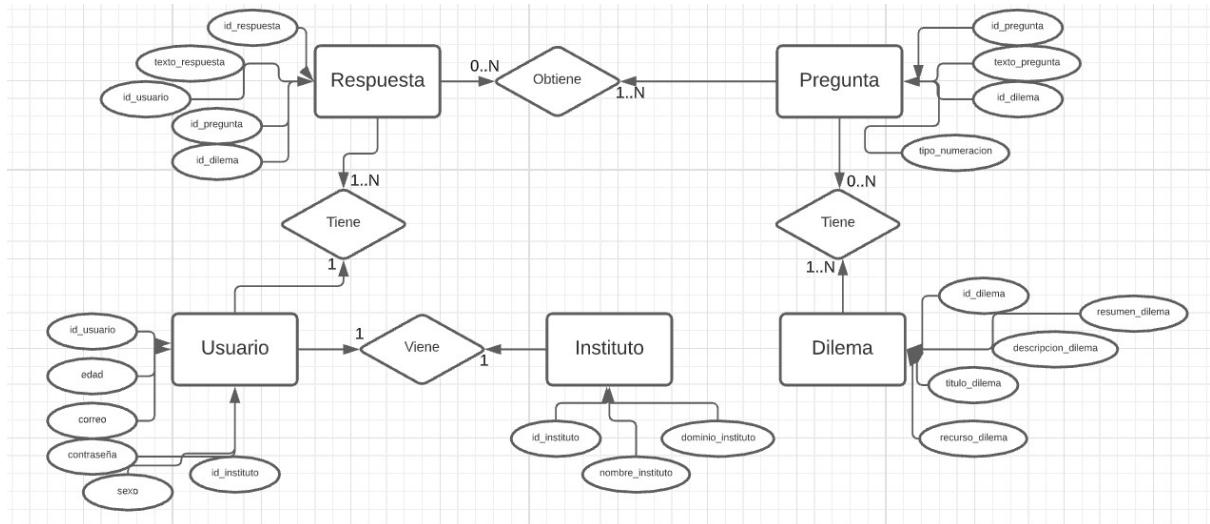 id_respuesta
texto_respuesta
id_usuario
id_pregunta
id_dilema
Respuesta
0..N
Obtiene
1..N
Pregunta
id_pregunta
texto_pregunta
id_dilema
tipo_numeracion
1..N
Tiene
1
0..N
Tiene
1..N
id_usuario
edad
correo
contraseña
sexo
id_instituto
Usuario
1
Viene
1
Instituto
id_instituto
nombre_instituto
dominio_instituto
Dilema
id_dilema
resumen_dilema
descripcion_dilema
titulo_dilema
recurso_dilema